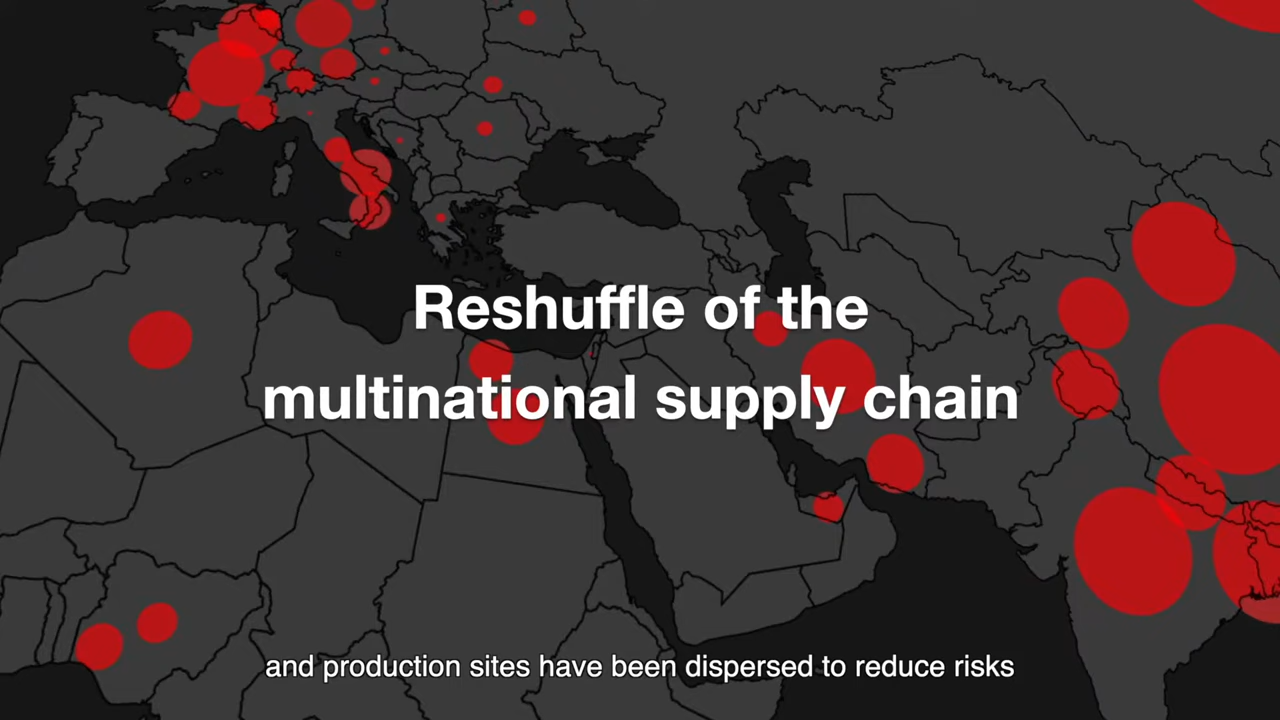 Reshuffle of the
multinational supply chain
and production sites have been dispersed to reduce risks